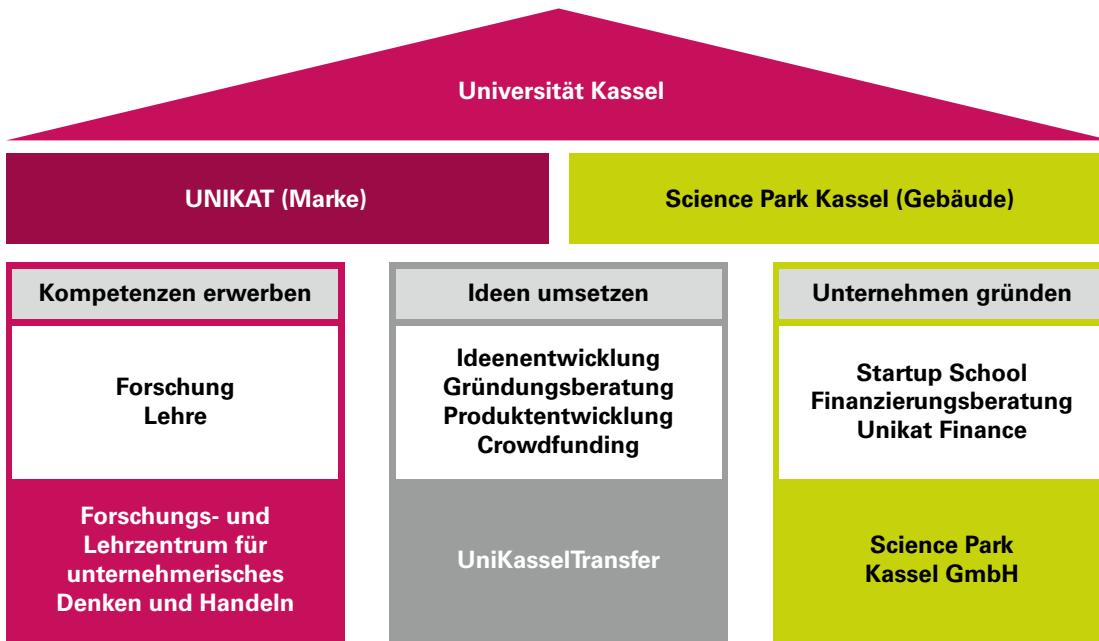 Universität Kassel
UNIKAT (Marke)
Science Park Kassel (Gebäude)
Kompetenzen erwerben
Forschung
Lehre
Forschungs- und
Lehrzentrum für
unternehmerisches
Denken und Handeln
Ideen umsetzen
Ideenentwicklung
Gründungsberatung
Produktentwicklung
Crowdfunding
UniKasselTransfer
Unternehmen gründen
Startup School
Finanzierungsberatung
Unikat Finance
Science Park
Kassel GmbH